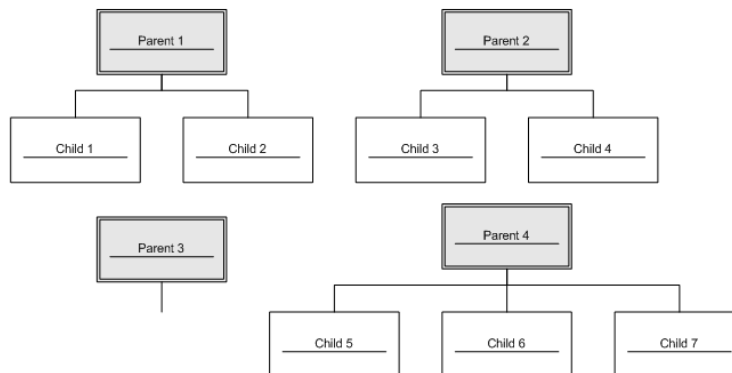 Parent 1
Parent 2
Child 1
Child 2
Child 3
Child 4
Parent 3
Parent 4
Child 5
Child 6
Child 7